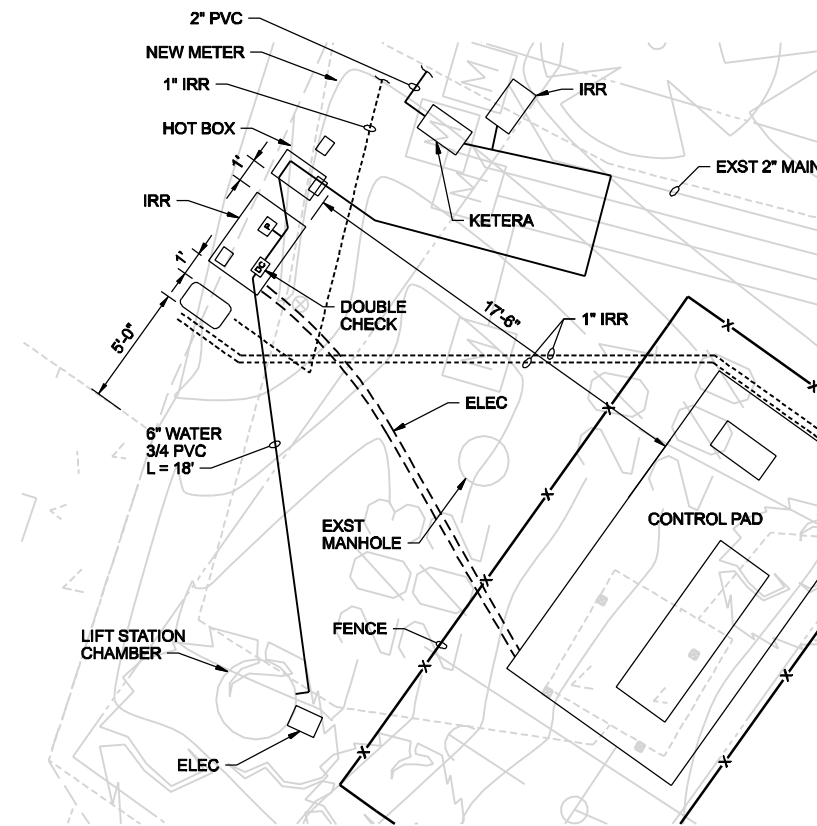 2" PVC
NEW METER
1" IRR
IRR
HOT BOX
1'
EXST 2" MAIN
IRR
KETERA
P
1'
DC
DOUBLE
CHECK
17'-6"
1" IRR
5'-0"
ELEC
6" WATER
3/4 PVC
L = 18'
M
M
M
M
EXST
MANHOLE
CONTROL PAD
FENCE
LIFT STATION
CHAMBER
ELEC